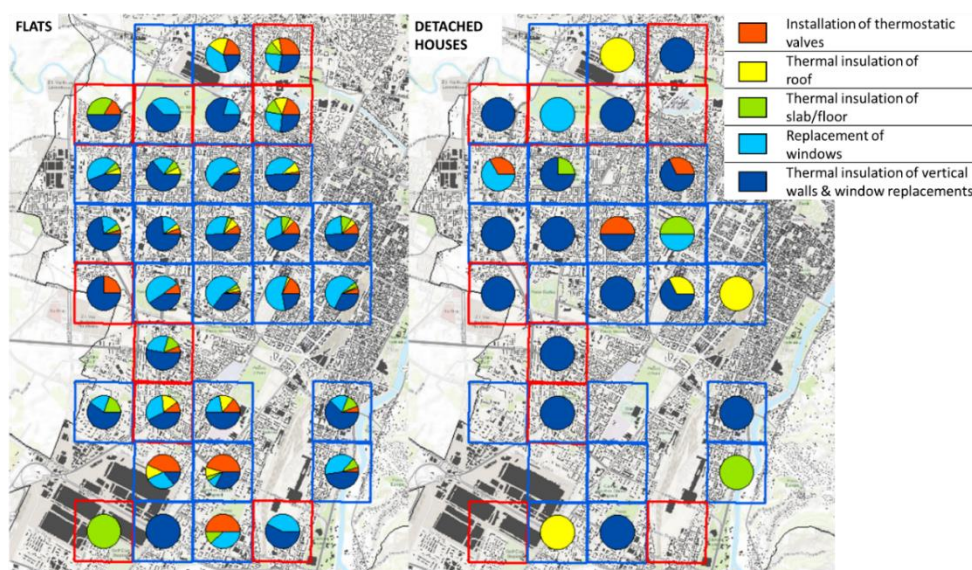 FLATS
DETACHED
HOUSES
Installation of thermostatic
valves
Thermal insulation of
roof
Thermal insulation of
slab/floor
Replacement of
windows
Thermal insulation of vertical
walls & window replacements